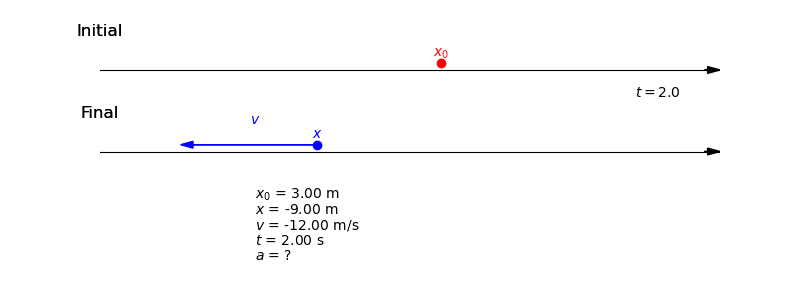 Initial
x₀
t = 2.0
Final
v
x
x₀ = 3.00 m
x = -9.00 m
v = -12.00 m/s
t = 2.00 s
a = ?